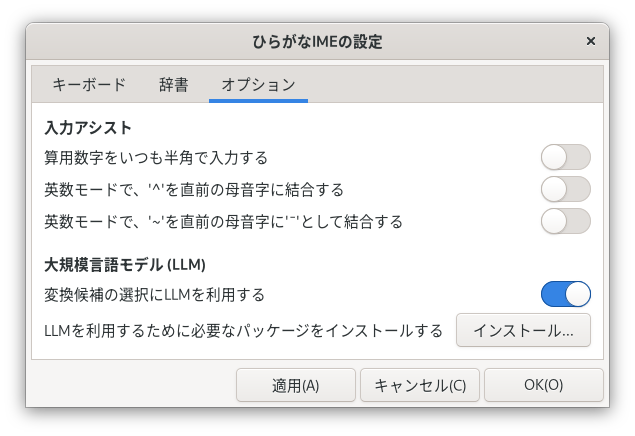 ひらがなIMEの設定
×
キーボード 辞書 オプション
入力アシスト
算用数字をいつも半角で入力する
英数モードで、'^'を直前の母音字に結合する
英数モードで、'~'を直前の母音字に'¯'として結合する
大規模言語モデル (LLM)
変換候補の選択にLLMを利用する
LLMを利用するために必要なパッケージをインストールする インストール...
適用(A) キャンセル(C) OK(O)